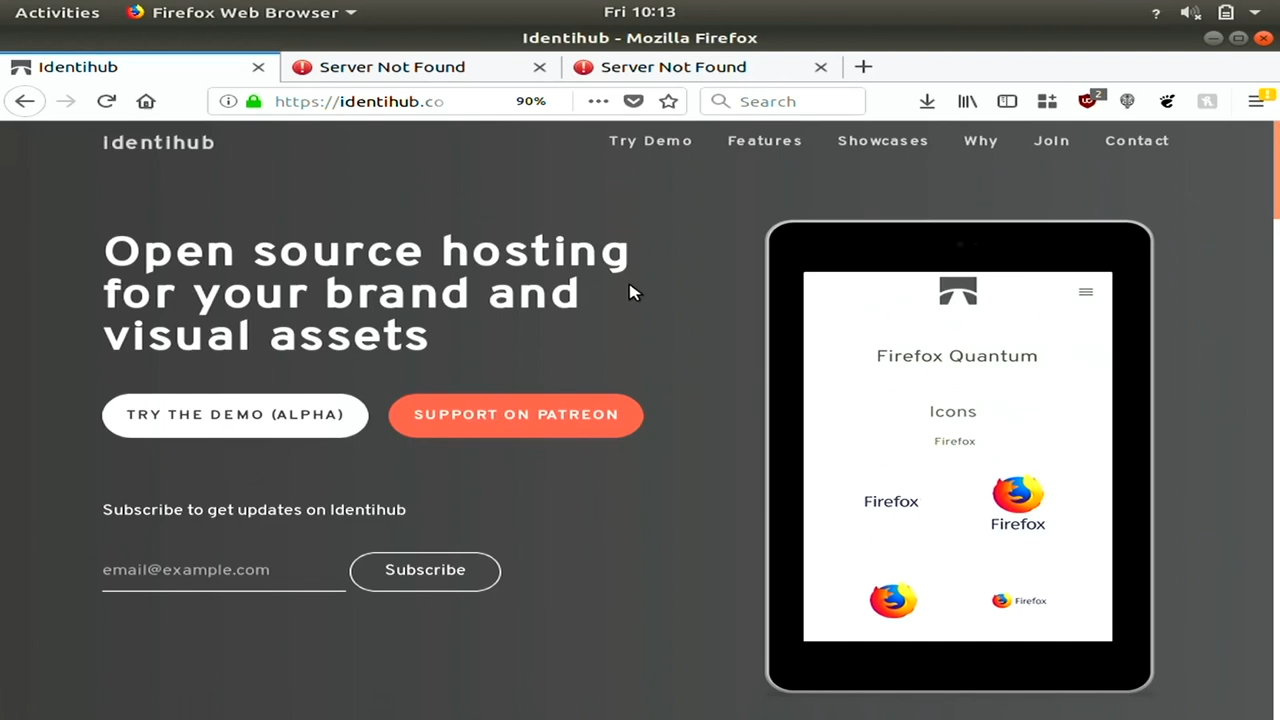 Activities
Firefox Web Browser
Fri 10:13
Identihub - Mozilla Firefox
Identihub
Server Not Found
Server Not Found
https://identihub.co
90%
Search
2
Identihub
Try Demo
Features
Showcases
Why
Join
Contact
Open source hosting
for your brand and
visual assets
TRY THE DEMO (ALPHA)
SUPPORT ON PATREON
Subscribe to get updates on Identihub
email@example.com
Subscribe
Firefox Quantum
Icons
Firefox
Firefox
Firefox
Firefox